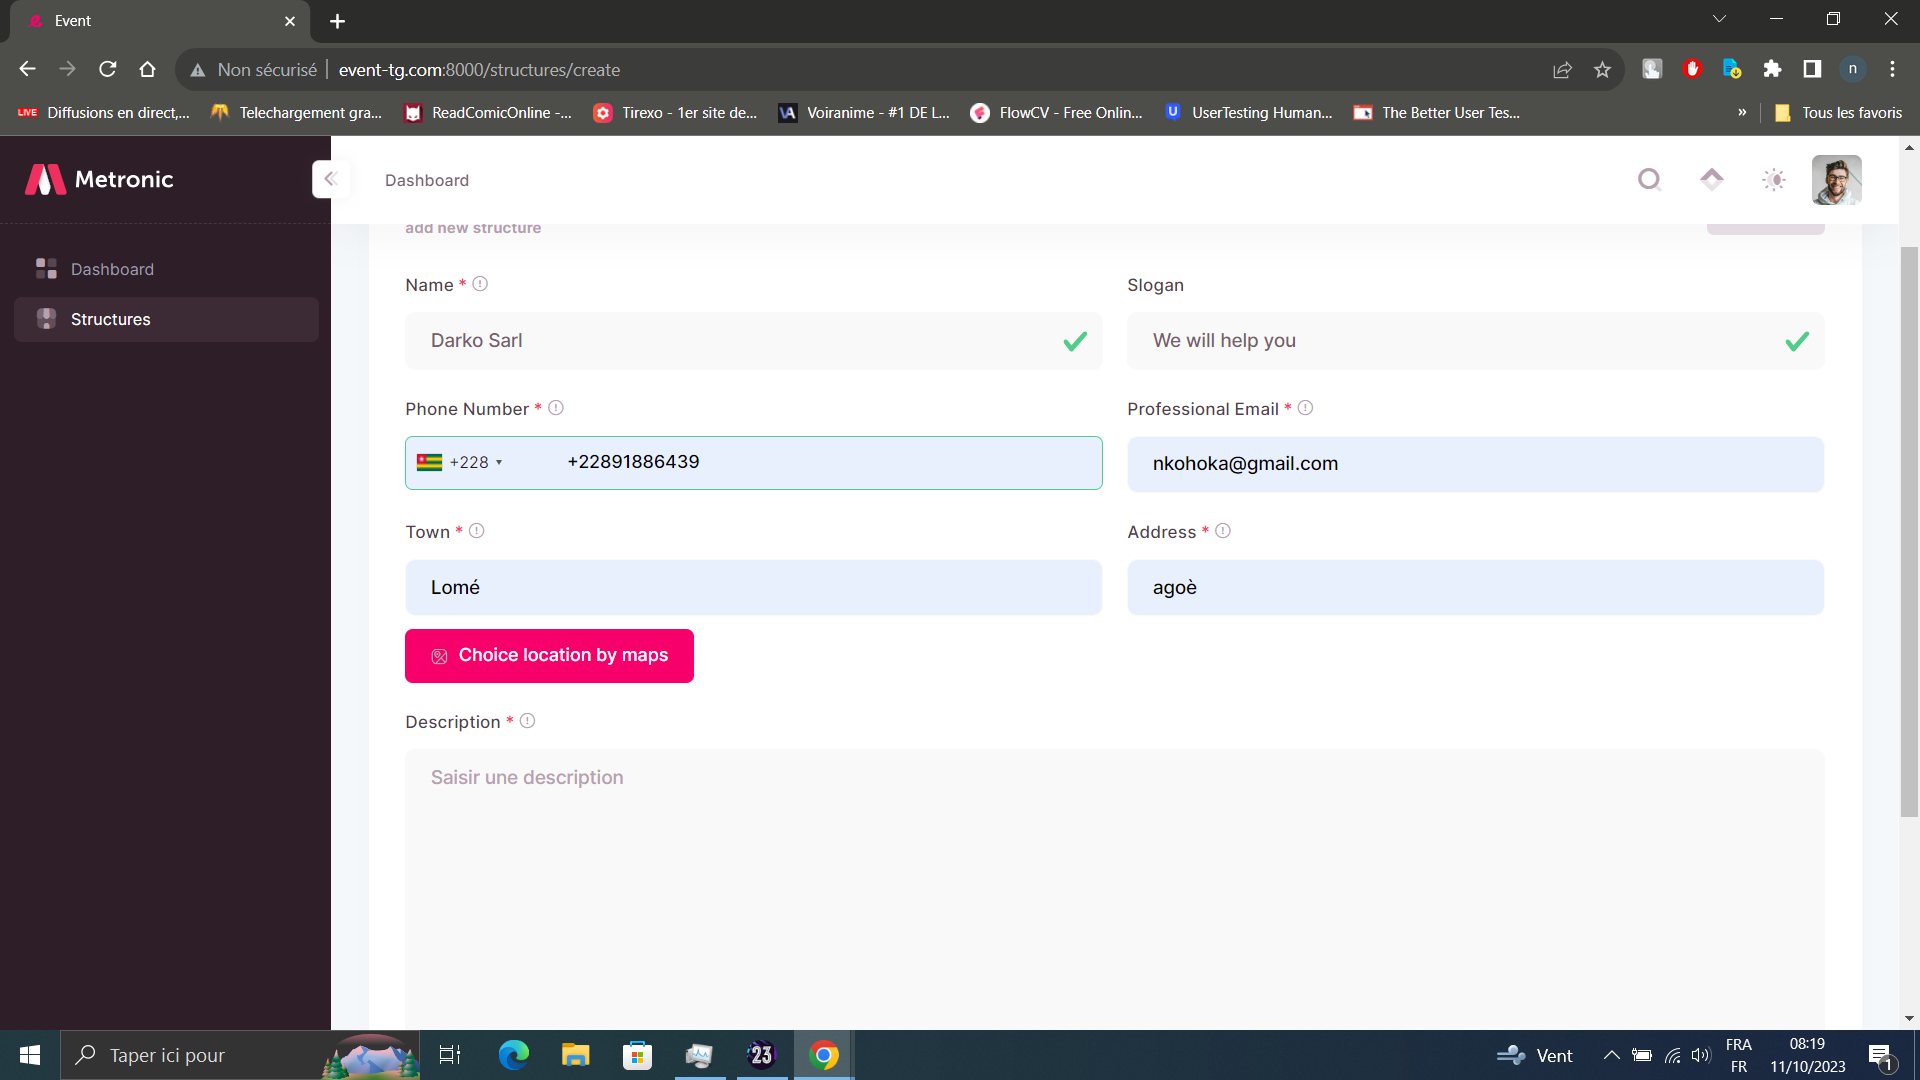 Event
Non sécurisé event-tg.com:8000/structures/create
n
LIVE Diffusions en direct,... Telechargement gra... ReadComicOnline -... Tirexo - 1er site de... VA Voiranime - #1 DE L... FlowCV - Free Onlin... U UserTesting Human... The Better User Tes... » Tous les favoris
Metronic
Dashboard
add new structure
Dashboard
Structures
Name * Slogan
Darko Sarl We will help you
Phone Number * Professional Email *
+228 +22891886439 nkohoka@gmail.com
Town * Address *
Lomé agoè
Choice location by maps
Description *
Saisir une description
Taper ici pour
23
Vent
FRA
FR
08:19
11/10/2023
1